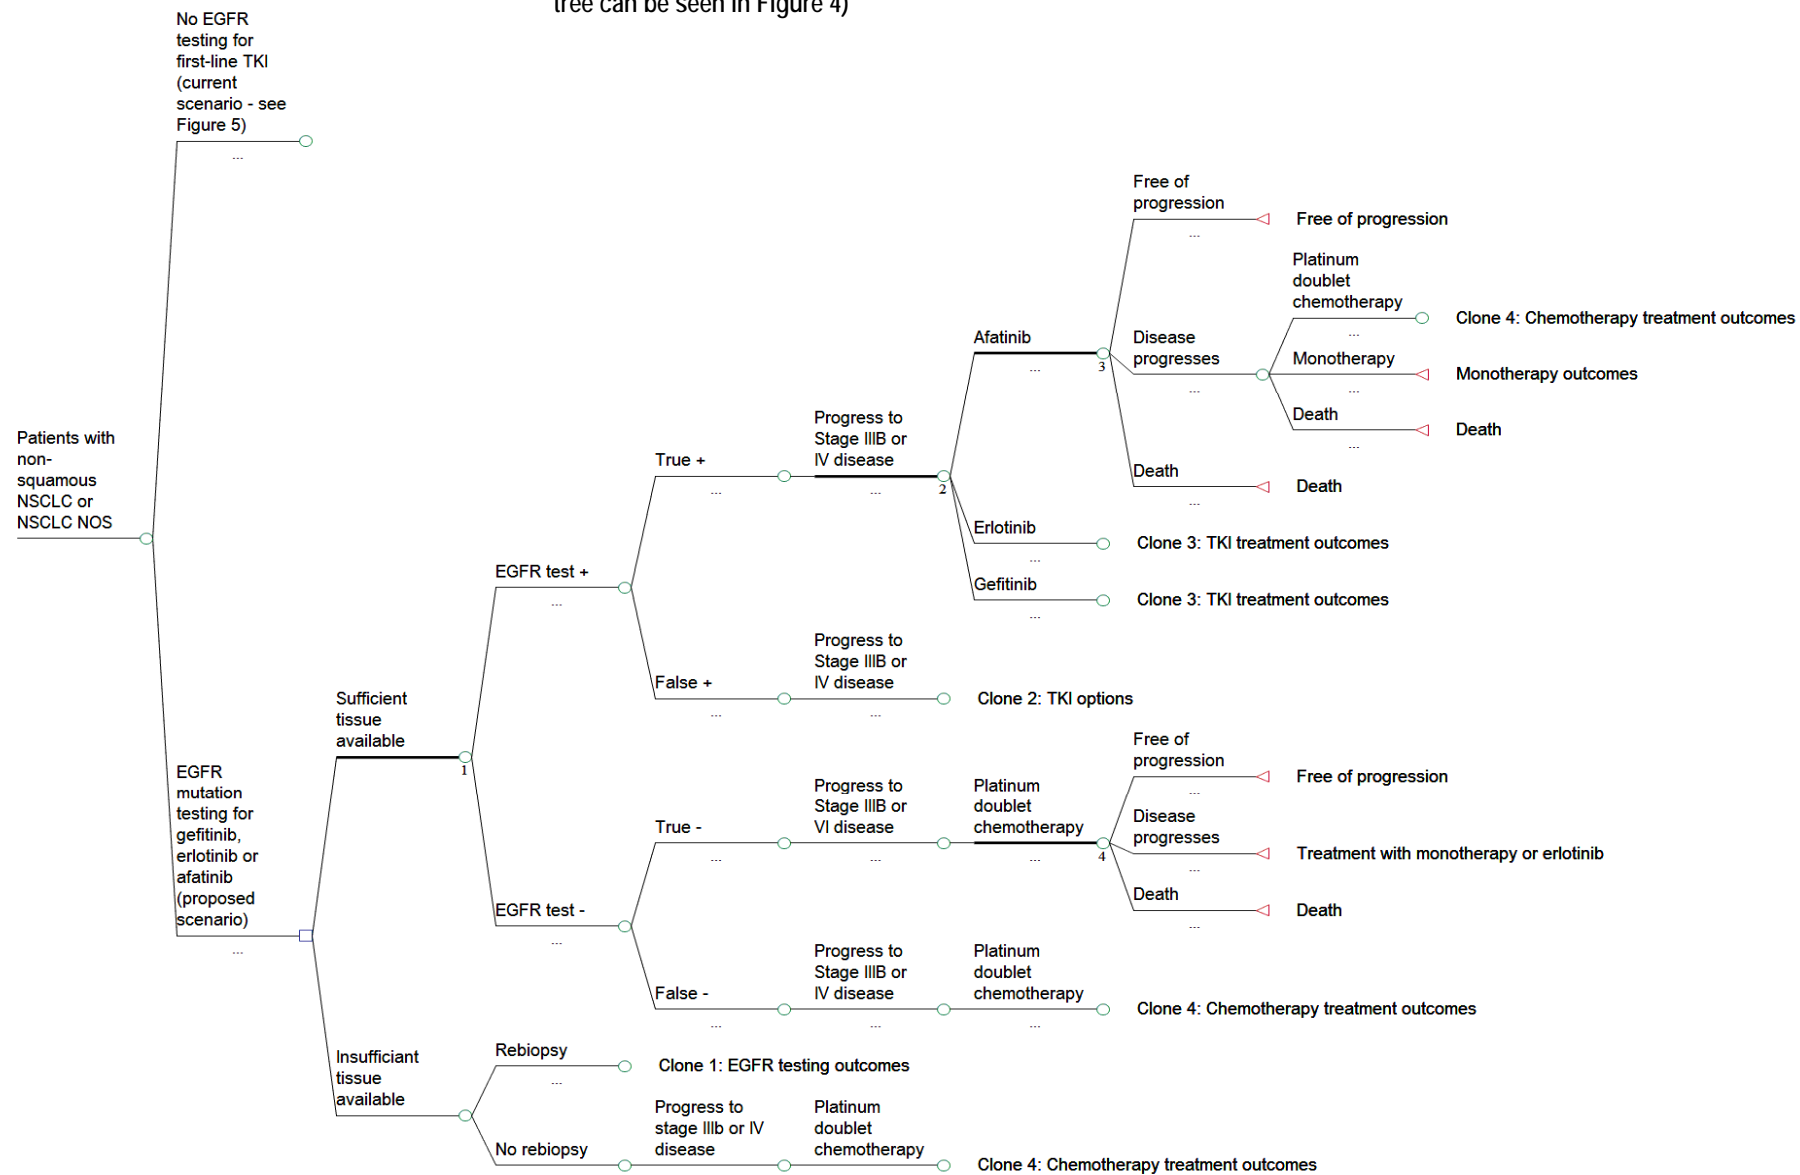 tree can be seen in Figure 4)
No EGFR
testing for
first-line TKI
(current
scenario - see
Figure 5)
...
Patients with
non-
squamous
NSCLC or
NSCLC NOS
EGFR
mutation
testing for
gefitinib,
erlotinib or
afatinib
(proposed
scenario)
...
Sufficient
tissue
available
1
EGFR test +
...
True +
...
Progress to
Stage IIIB or
IV disease
...
2
Afatinib
...
3
Free of
progression
...
Free of progression
Disease
progresses
...
Platinum
doublet
chemotherapy
...
Clone 4: Chemotherapy treatment outcomes
Monotherapy
...
Monotherapy outcomes
Death
...
Death
Death
...
Death
Erlotinib
...
Clone 3: TKI treatment outcomes
Gefitinib
...
Clone 3: TKI treatment outcomes
False +
...
Progress to
Stage IIIB or
IV disease
...
Clone 2: TKI options
EGFR test -
...
True -
...
Progress to
Stage IIIB or
VI disease
...
Platinum
doublet
chemotherapy
...
4
Free of
progression
...
Free of progression
Disease
progresses
...
Treatment with monotherapy or erlotinib
Death
...
Death
False -
...
Progress to
Stage IIIB or
IV disease
...
Platinum
doublet
chemotherapy
...
Clone 4: Chemotherapy treatment outcomes
Insufficiant
tissue
available
Rebiopsy
...
Clone 1: EGFR testing outcomes
No rebiopsy
Progress to
stage IIIb or IV
disease
Platinum
doublet
chemotherapy
Clone 4: Chemotherapy treatment outcomes